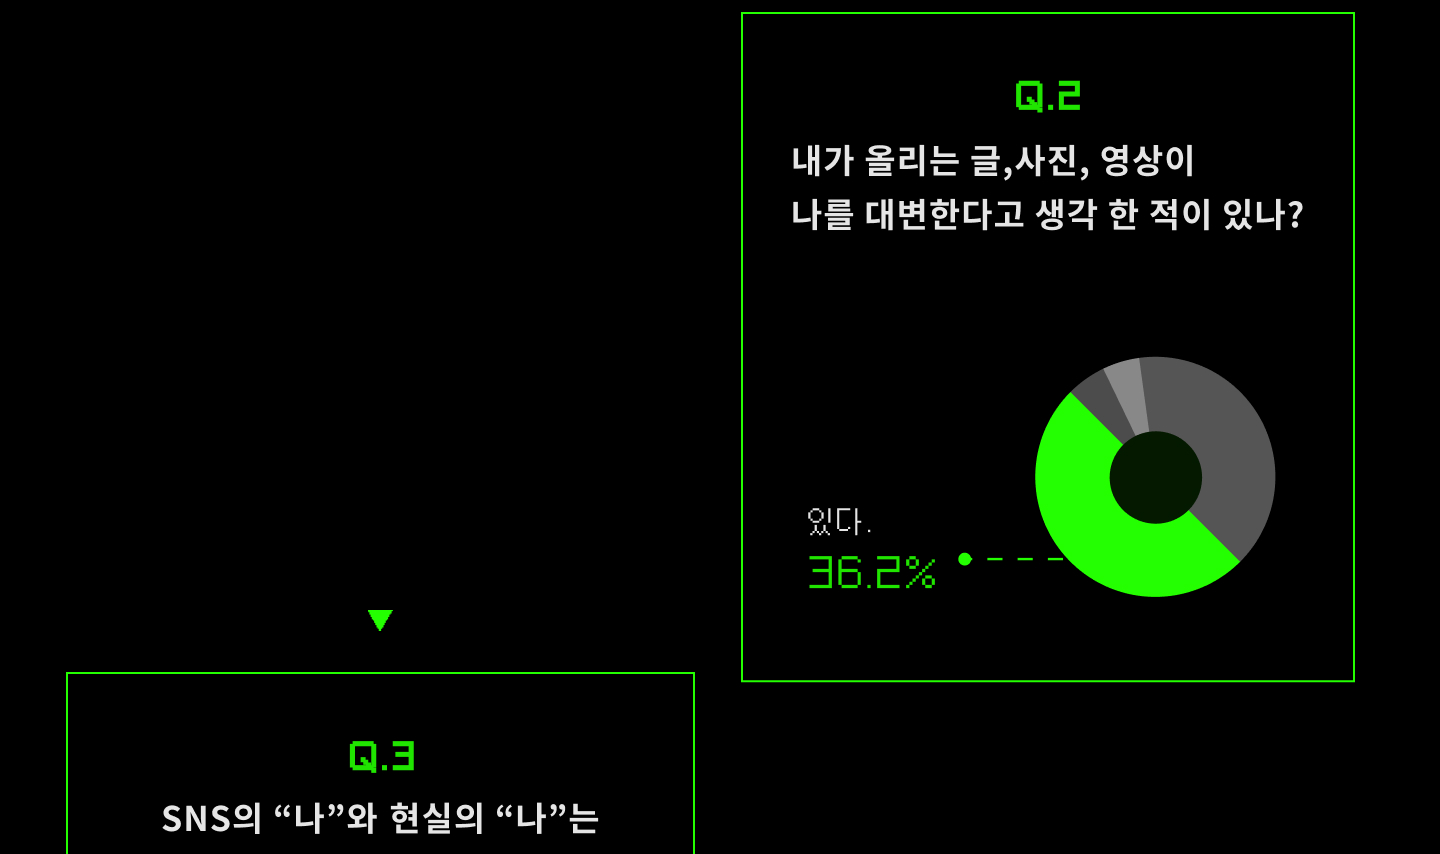 Q.2
내가 올리는 글,사진, 영상이
나를 대변한다고 생각 한 적이 있나?
있다.
36.2%
Q.3
SNS의 “나”와 현실의 “나”는